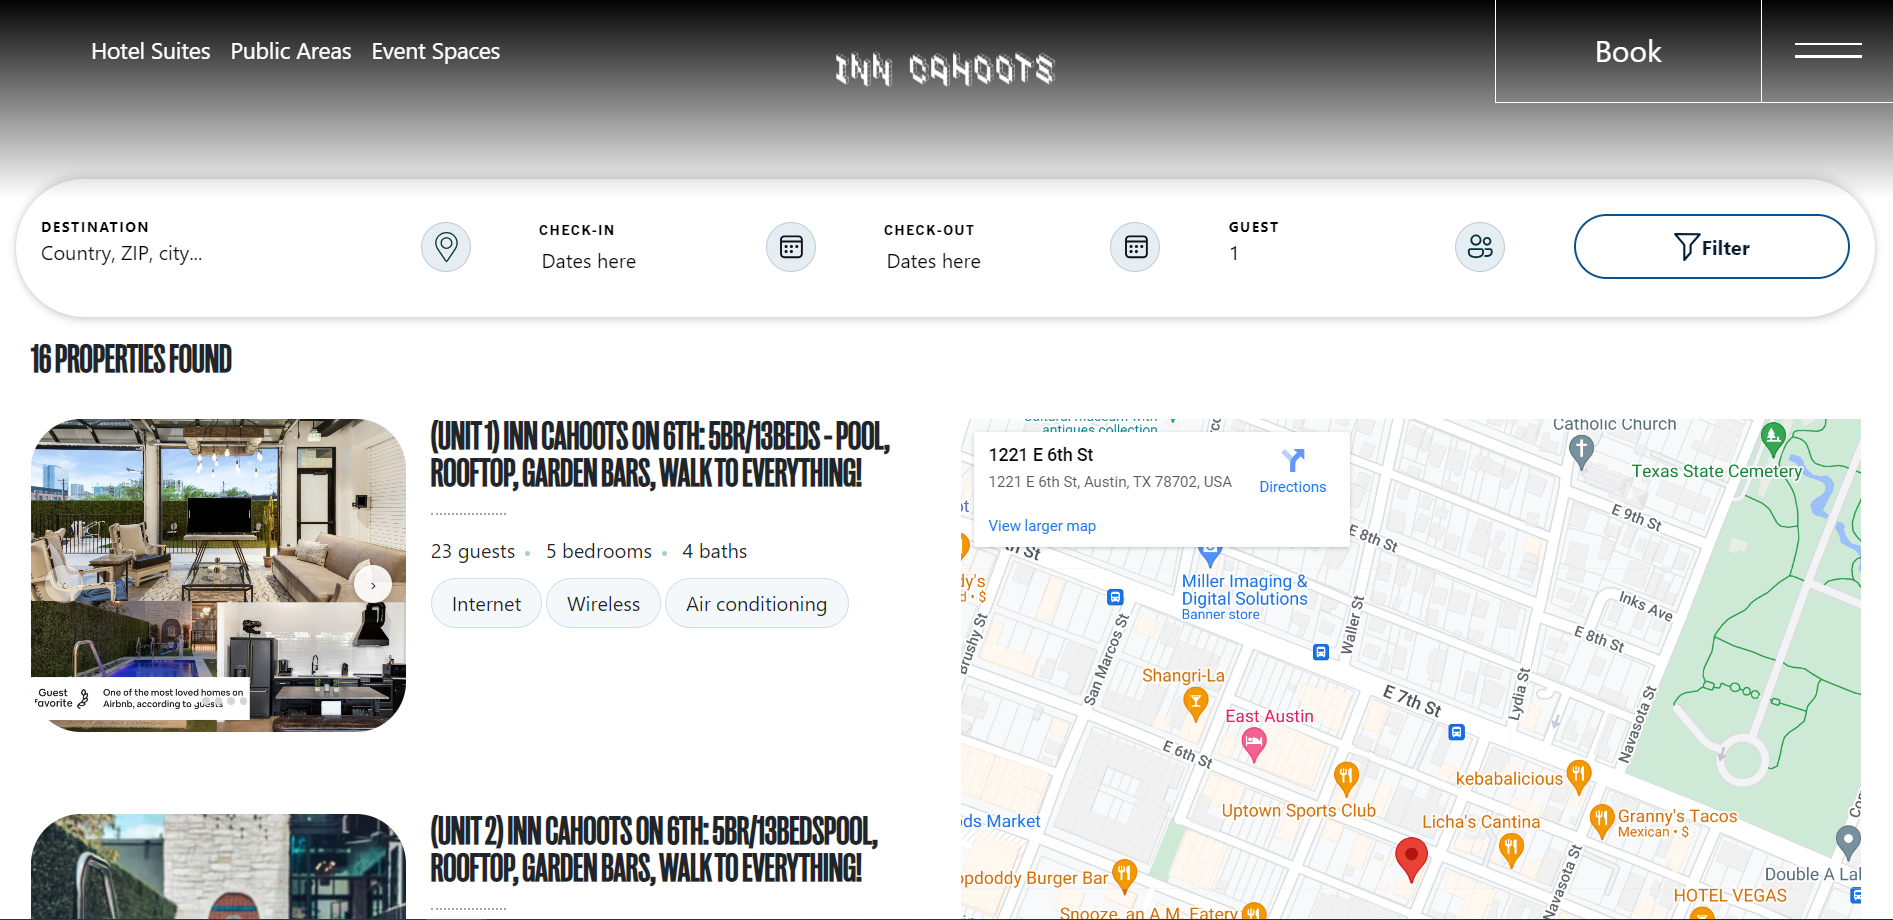 Hotel Suites Public Areas Event Spaces
INN CAHOOTS
Book
DESTINATION
Country, ZIP, city...
CHECK-IN
Dates here
CHECK-OUT
Dates here
GUEST
1
Filter
16 PROPERTIES FOUND
(UNIT 1) INN CAHOOTS ON 6TH: 5BR/13BEDS - POOL,
ROOFTOP, GARDEN BARS, WALK TO EVERYTHING!
23 guests • 5 bedrooms • 4 baths
Internet Wireless Air conditioning
Guest
favorite
One of the most loved homes on
Airbnb, according to guests
(UNIT 2) INN CAHOOTS ON 6TH: 5BR/13BEDSPOOL,
ROOFTOP, GARDEN BARS, WALK TO EVERYTHING!
Cultural museum with
antiques collection
1221 E 6th St
1221 E 6th St, Austin, TX 78702, USA
Directions
View larger map
Catholic Church
Texas State Cemetery
E 9th St
E 8th St
Miller Imaging &
Digital Solutions
Banner store
Inks Ave
E 8th St
Waller St
Brushy St
San Marcos St
Shangri-La
East Austin
E 7th St
Lydia St
Navasota St
E 6th St
kebabalicious
Uptown Sports Club
Licha's Cantina
Granny's Tacos
Mexican • $
ods Market
opdoddy Burger Bar
Navasota St
Double A Lal
HOTEL VEGAS
Snooze, an A.M. Eatery